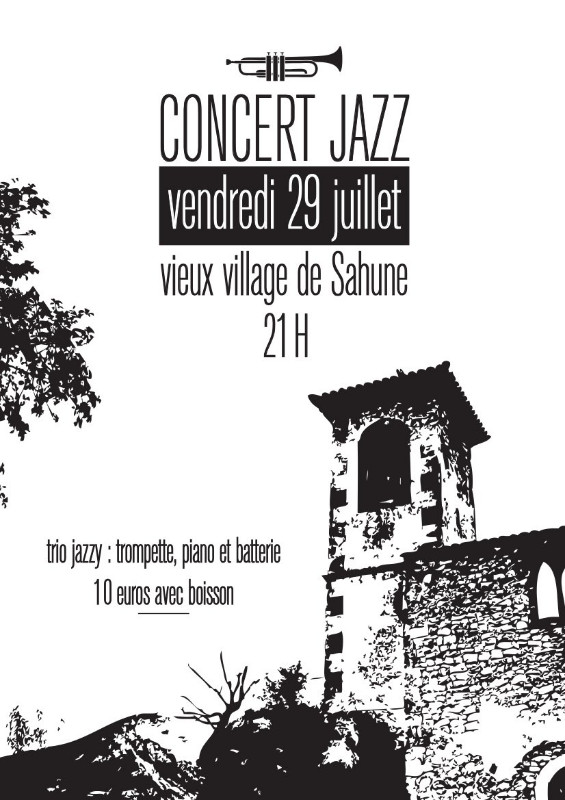 CONCERT JAZZ
vendredi 29 juillet
vieux village de Sahune
21 H
trio jazzy : trompette, piano et batterie
10 euros avec boisson